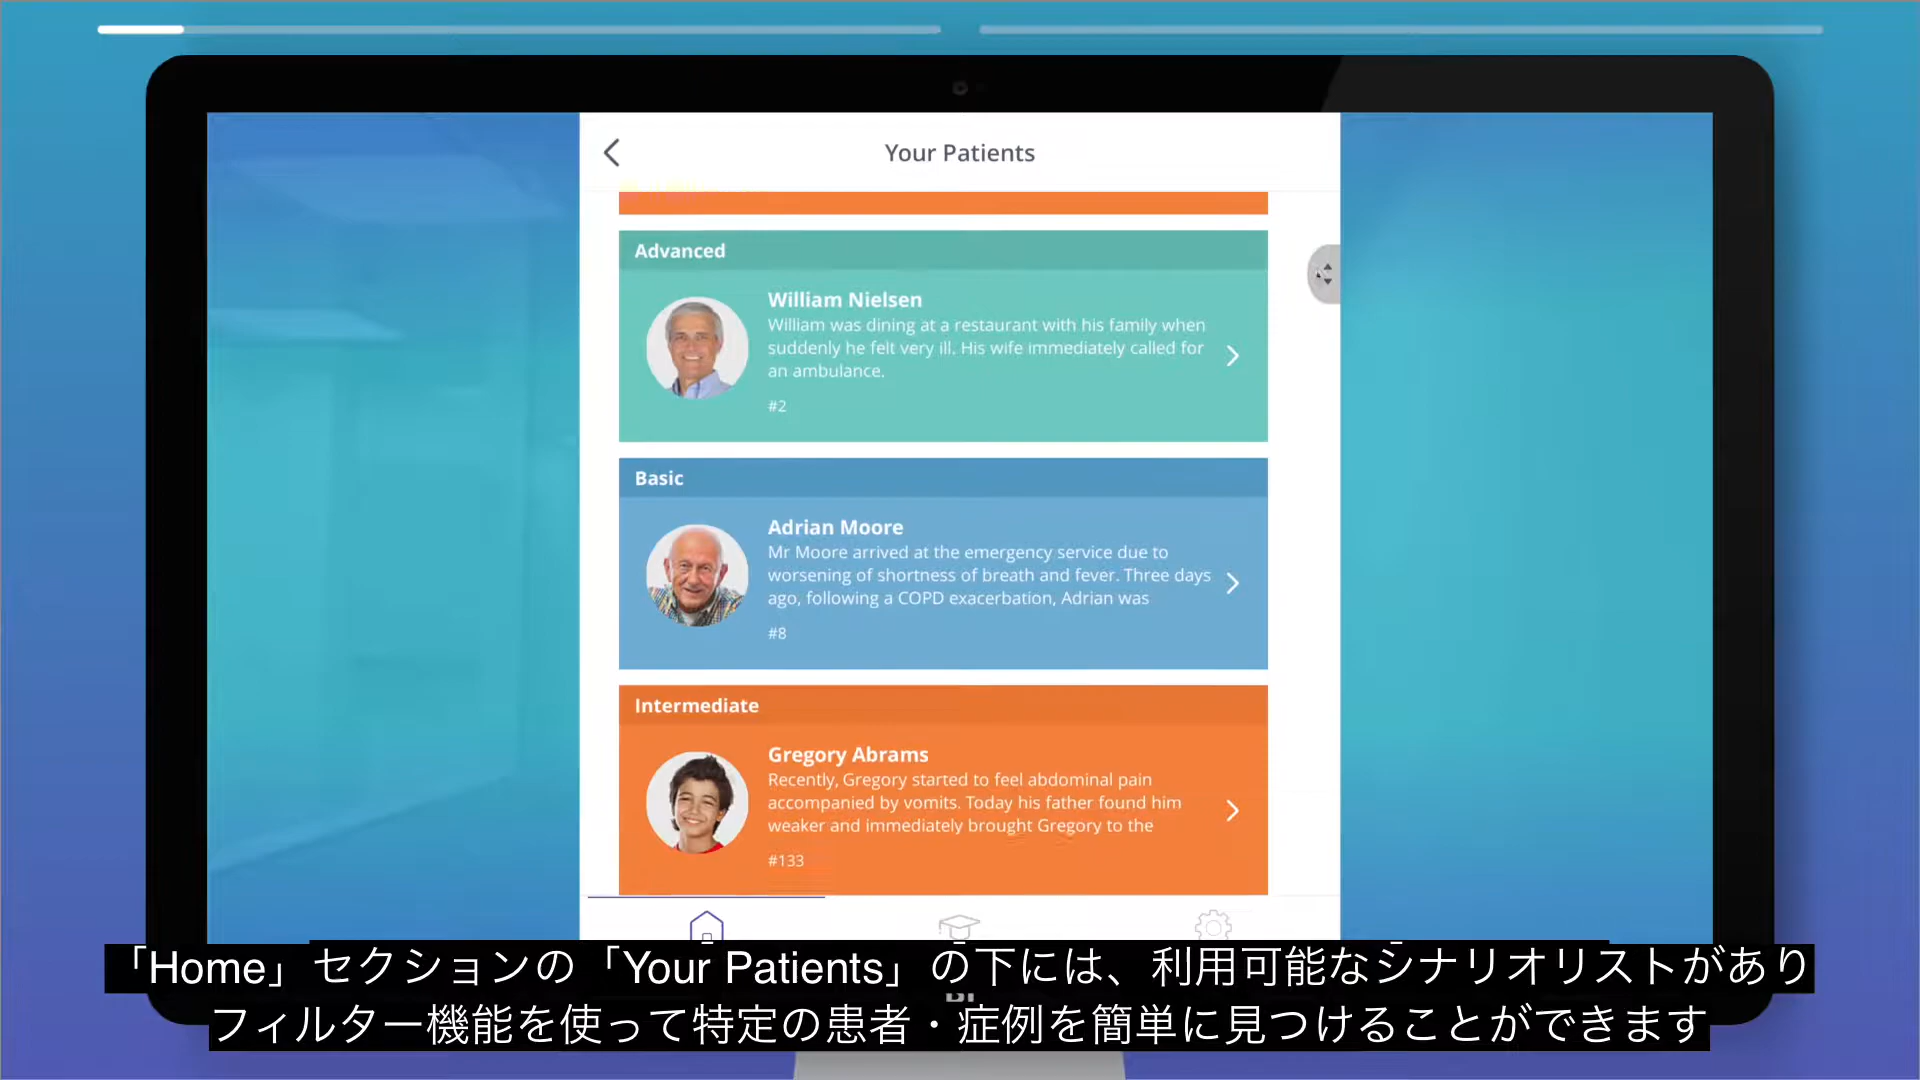 Your Patients
Advanced
William Nielsen
William was dining at a restaurant with his family when
suddenly he felt very ill. His wife immediately called for
an ambulance.
#2
Basic
Adrian Moore
Mr Moore arrived at the emergency service due to
worsening of shortness of breath and fever. Three days
ago, following a COPD exacerbation, Adrian was
#8
Intermediate
Gregory Abrams
Recently, Gregory started to feel abdominal pain
accompanied by vomits. Today his father found him
weaker and immediately brought Gregory to the
#133
「Home」セクションの「Your Patients」の下には、利用可能なシナリオリストがあり
フィルター機能を使って特定の患者・症例を簡単に見つけることができます